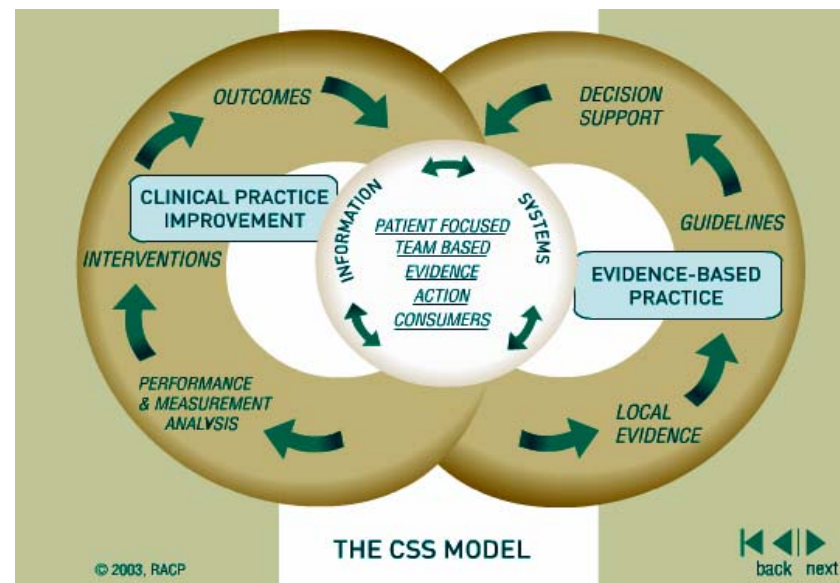 OUTCOMES
DECISION
SUPPORT
CLINICAL PRACTICE
IMPROVEMENT
INFORMATION
SYSTEMS
PATIENT FOCUSED
TEAM BASED
EVIDENCE
ACTION
CONSUMERS
GUIDELINES
INTERVENTIONS
EVIDENCE-BASED
PRACTICE
PERFORMANCE
& MEASUREMENT
ANALYSIS
LOCAL
EVIDENCE
THE CSS MODEL
© 2003, RACP
back next